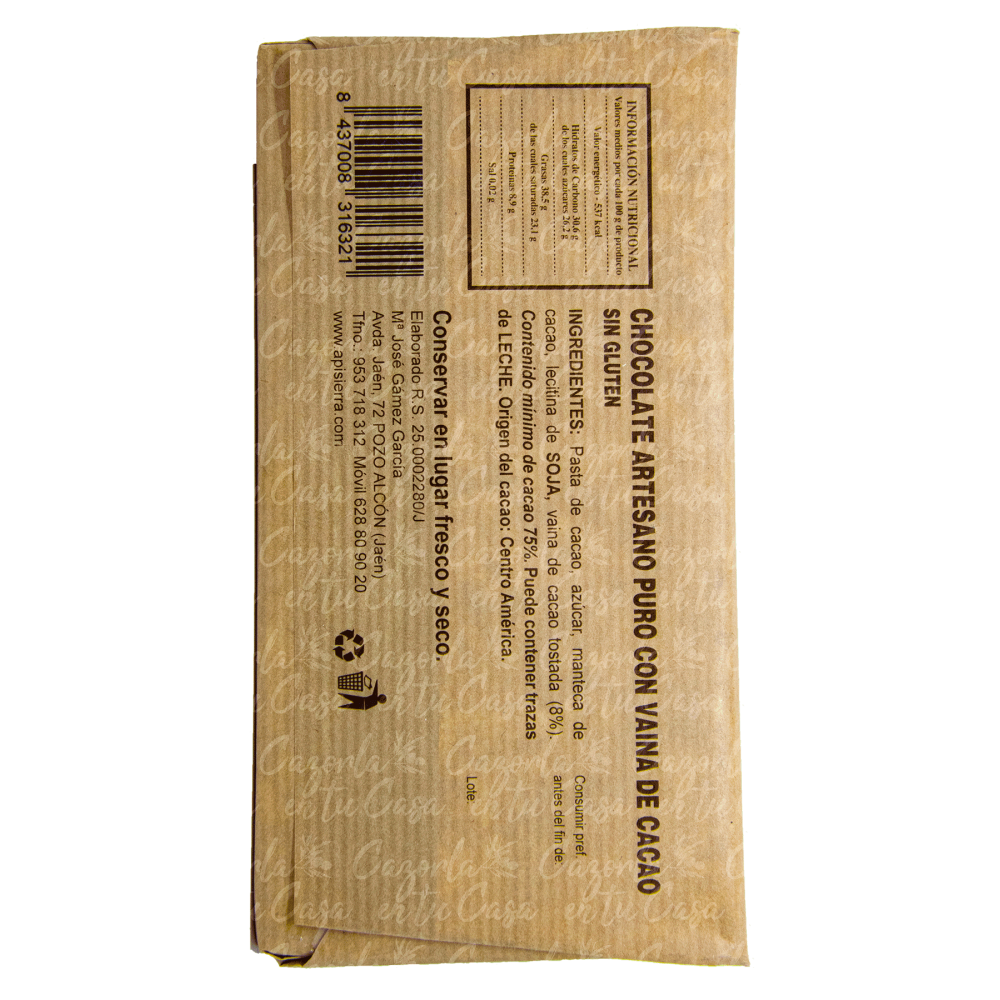 INFORMACIÓN NUTRICIONAL
Valores medios por cada 100 g de producto
Valor energético - 537 kcal
Hidratos de Carbono 30,6 g
de los cuales azúcares 26,2 g
Grasas 38,5 g
de las cuales saturadas 23,1 g
Proteínas 8,9 g
Sal 0,02 g
CHOCOLATE ARTESANO PURO CON VAINA DE CACAO
SIN GLUTEN
INGREDIENTES: Pasta de cacao, azúcar, manteca de
cacao, lecitina de SOJA, vaina de cacao tostada (8%).
Contenido mínimo de cacao 75%. Puede contener trazas
de LECHE. Origen del cacao: Centro América.
Consumir pref.
antes del fin de:
Lote:
Conservar en lugar fresco y seco.
Elaborado R.S. 25.0002280/J
Mª José Gámez García
Avda. Jaén, 72 POZO ALCÓN (Jaén)
Tfno.: 953 718 312 Móvil 628 80 90 20
www.apisierra.com
8 437008 316321
Cazorla
en tu
Casa